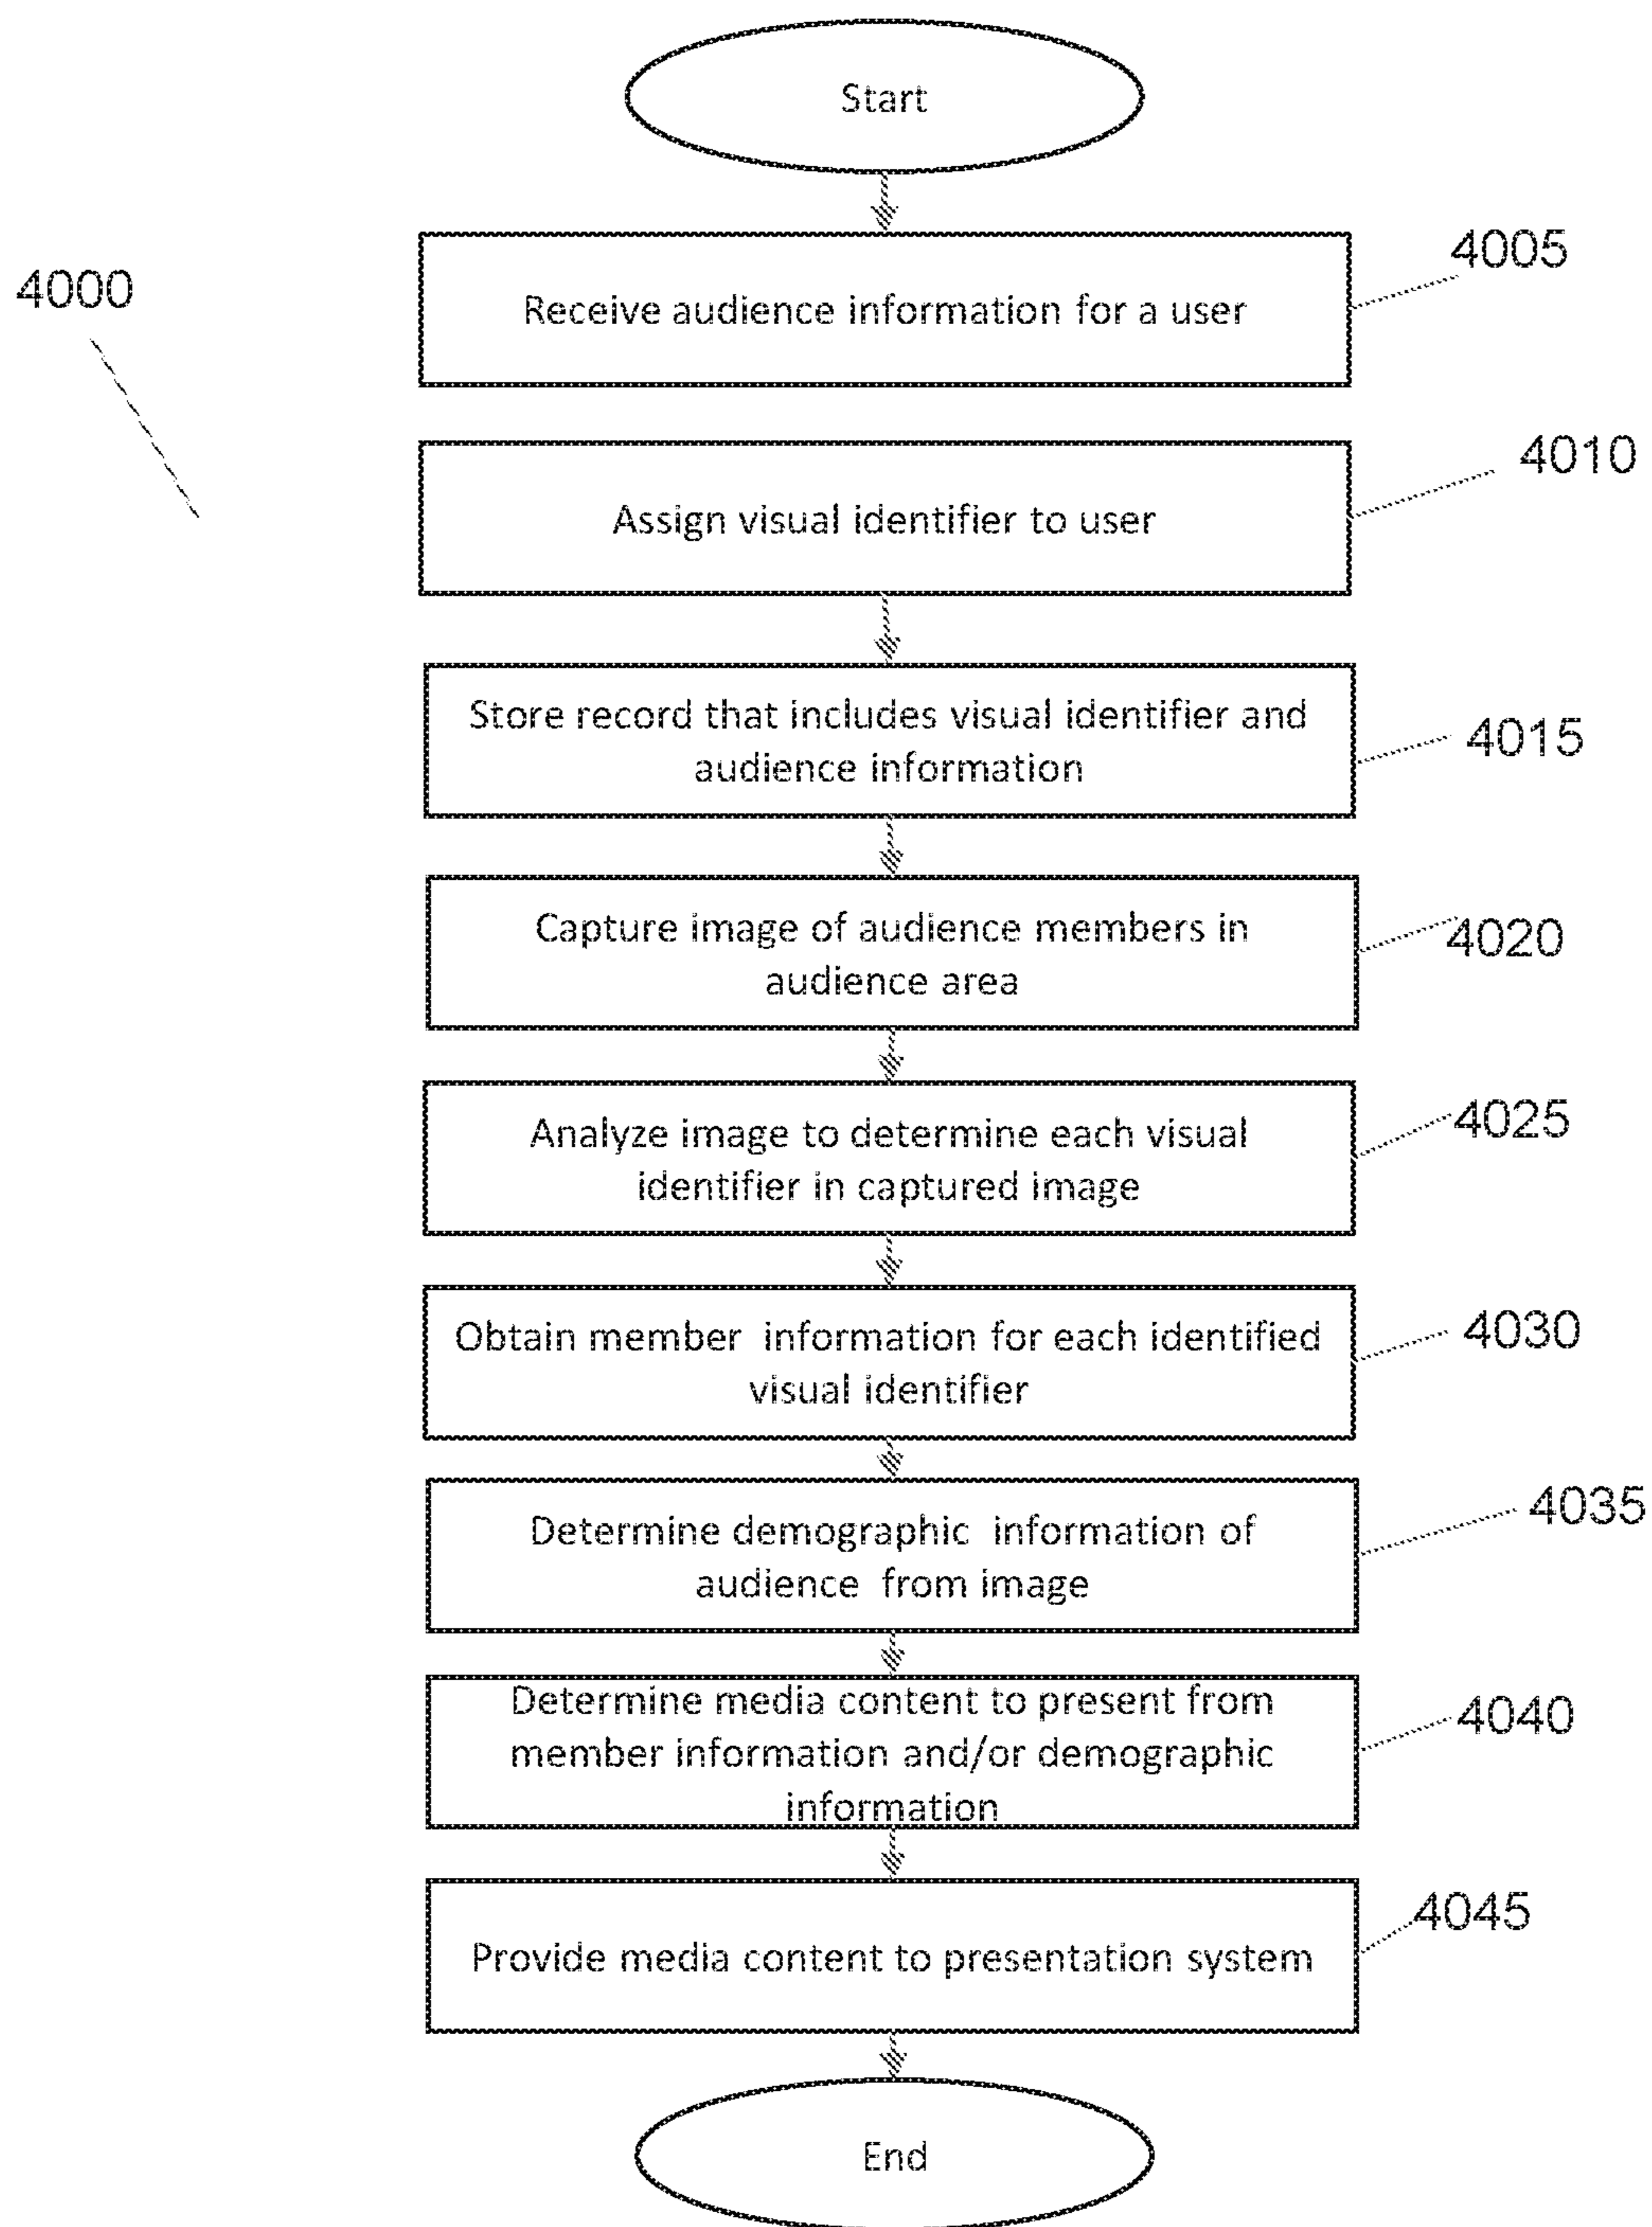 Start
4000
Receive audience information for a user
4005
Assign visual identifier to user
4010
Store record that includes visual identifier and
audience information
4015
Capture image of audience members in
audience area
4020
Analyze image to determine each visual
identifier in captured image
4025
Obtain member information for each identified
visual identifier
4030
Determine demographic information of
audience from image
4035
Determine media content to present from
member information and/or demographic
information
4040
Provide media content to presentation system
4045
End